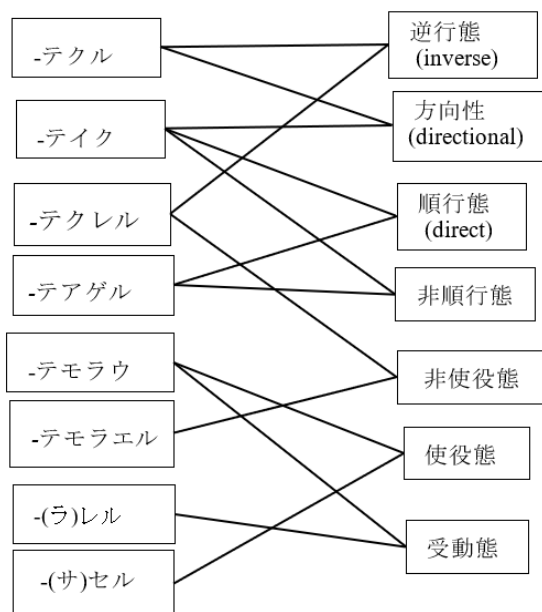 -テクル
-テイク
-テクレル
-テアゲル
-テモラウ
-テモラエル
-(ラ)レル
-(サ)セル
逆行態
(inverse)
方向性
(directional)
順行態
(direct)
非順行態
非使役態
使役態
受動態